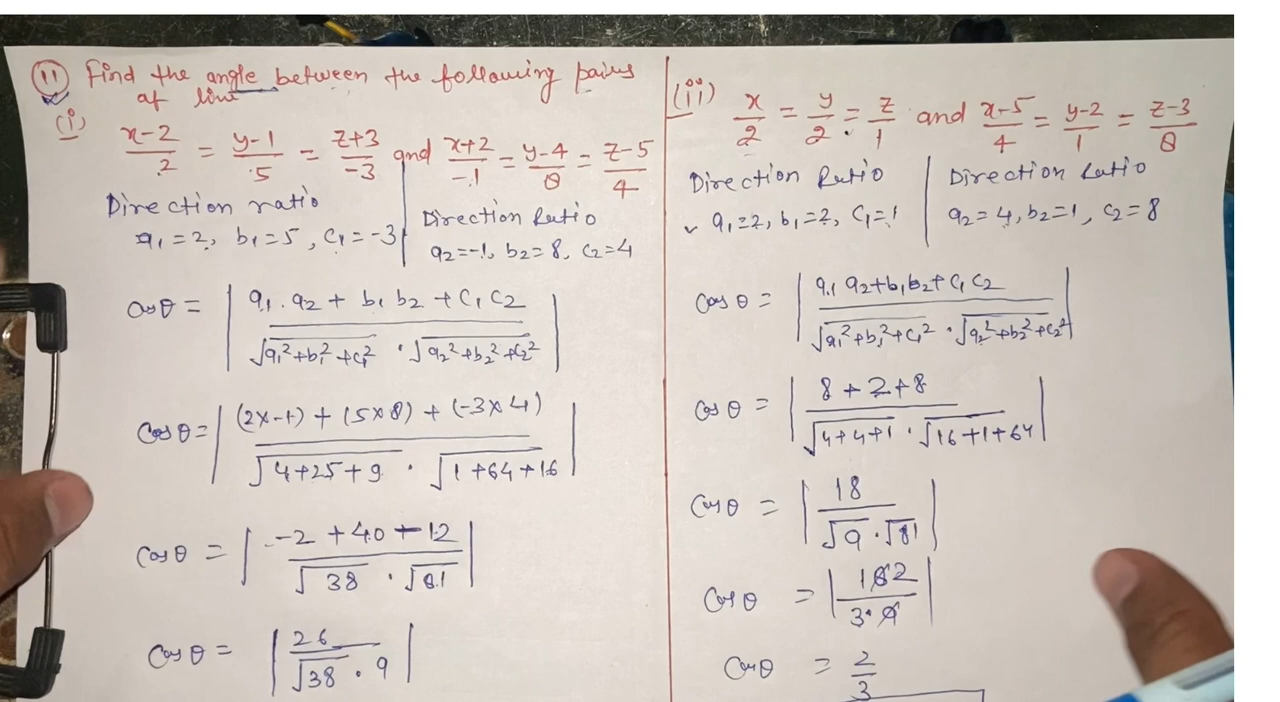 (11) Find the angle between the following pairs
of line
(i)
x-2/2 = y-1/5 = z+3/-3 and x+2/-1 = y-4/8 = z-5/4
Direction ratio
a₁=2, b₁=5, c₁=-3
Direction Ratio
a₂=-1, b₂=8, c₂=4
cosθ = |a₁.a₂ + b₁b₂ + c₁c₂ / √a₁²+b₁²+c₁² · √a₂²+b₂²+c₂²|
cosθ = |(2x-1) + (5x8) + (-3x4) / √4+25+9 · √1+64+16|
cosθ = |-2+40-12 / √38 · √81|
cosθ = |26 / √38 · 9|
(ii) x/2 = y/2 = z/1 and x-5/4 = y-2/1 = z-3/8
Direction Ratio
a₁=2, b₁=2, c₁=1
Direction Ratio
a₂=4, b₂=1, c₂=8
cosθ = |a₁a₂+b₁b₂+c₁c₂ / √a₁²+b₁²+c₁² · √a₂²+b₂²+c₂²|
cosθ = |8+2+8 / √4+4+1 · √16+1+64|
cosθ = |18 / √9 · √81|
cosθ = |18 2 / 3·9|
cosθ = 2/3